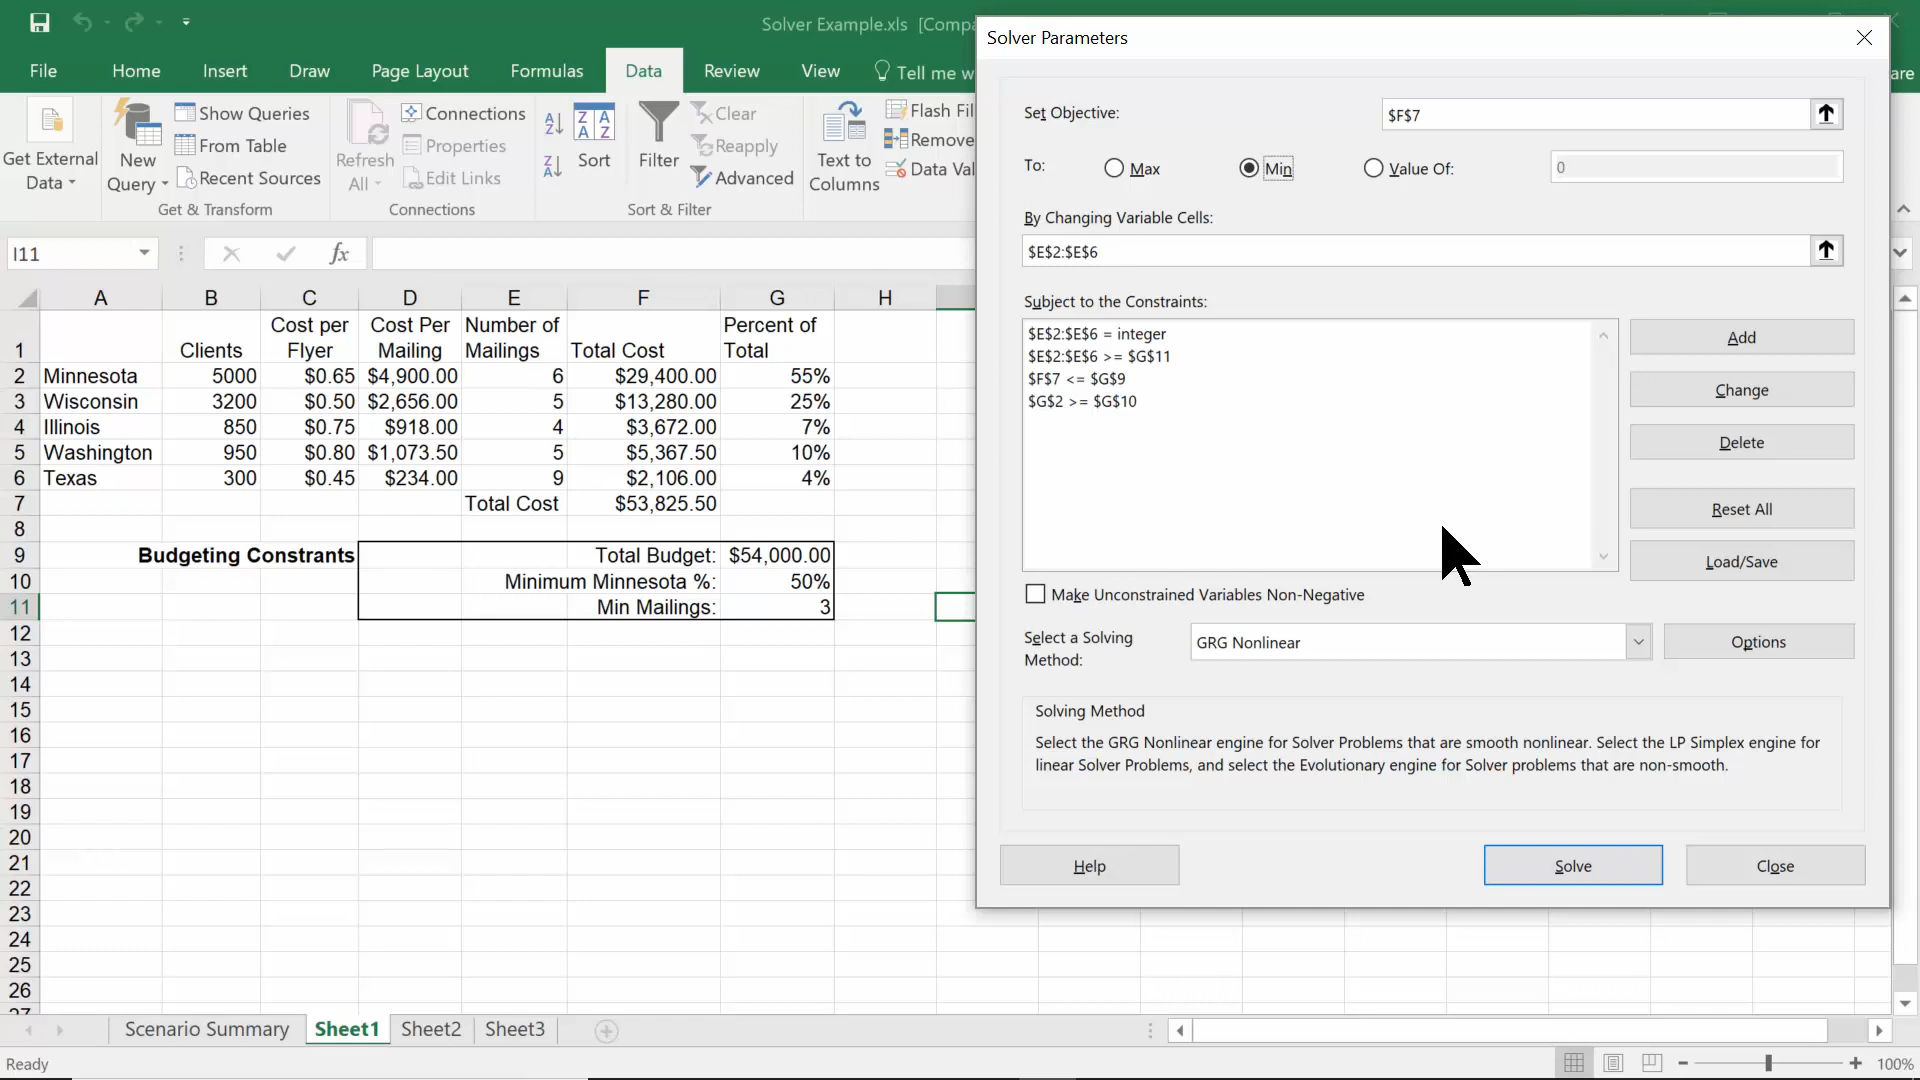 Solver Example.xls [Compa
File Home Insert Draw Page Layout Formulas Data Review View Tell me w are
Get External Data
New Query
Show Queries
From Table
Recent Sources
Get & Transform
Refresh All
Connections
Properties
Edit Links
Connections
Sort
Filter
Clear
Reapply
Advanced
Sort & Filter
Text to Columns
Flash Fil
Remove
Data Val
I11 fx
A B C D E F G H
1 Clients Cost per Flyer Cost Per Mailing Number of Mailings Total Cost Percent of Total
2 Minnesota 5000 $0.65 $4,900.00 6 $29,400.00 55%
3 Wisconsin 3200 $0.50 $2,656.00 5 $13,280.00 25%
4 Illinois 850 $0.75 $918.00 4 $3,672.00 7%
5 Washington 950 $0.80 $1,073.50 5 $5,367.50 10%
6 Texas 300 $0.45 $234.00 9 $2,106.00 4%
7 Total Cost $53,825.50
8
9 Budgeting Constrants Total Budget: $54,000.00
10 Minimum Minnesota %: 50%
11 Min Mailings: 3
12
13
14
15
16
17
18
19
20
21
22
23
24
25
26
27
Scenario Summary Sheet1 Sheet2 Sheet3
Ready 100%
Solver Parameters
Set Objective: $F$7
To: Max Min Value Of: 0
By Changing Variable Cells:
$E$2:$E$6
Subject to the Constraints:
$E$2:$E$6 = integer
$E$2:$E$6 >= $G$11
$F$7 <= $G$9
$G$2 >= $G$10
Add
Change
Delete
Reset All
Load/Save
Make Unconstrained Variables Non-Negative
Select a Solving Method: GRG Nonlinear Options
Solving Method
Select the GRG Nonlinear engine for Solver Problems that are smooth nonlinear. Select the LP Simplex engine for
linear Solver Problems, and select the Evolutionary engine for Solver problems that are non-smooth.
Help Solve Close